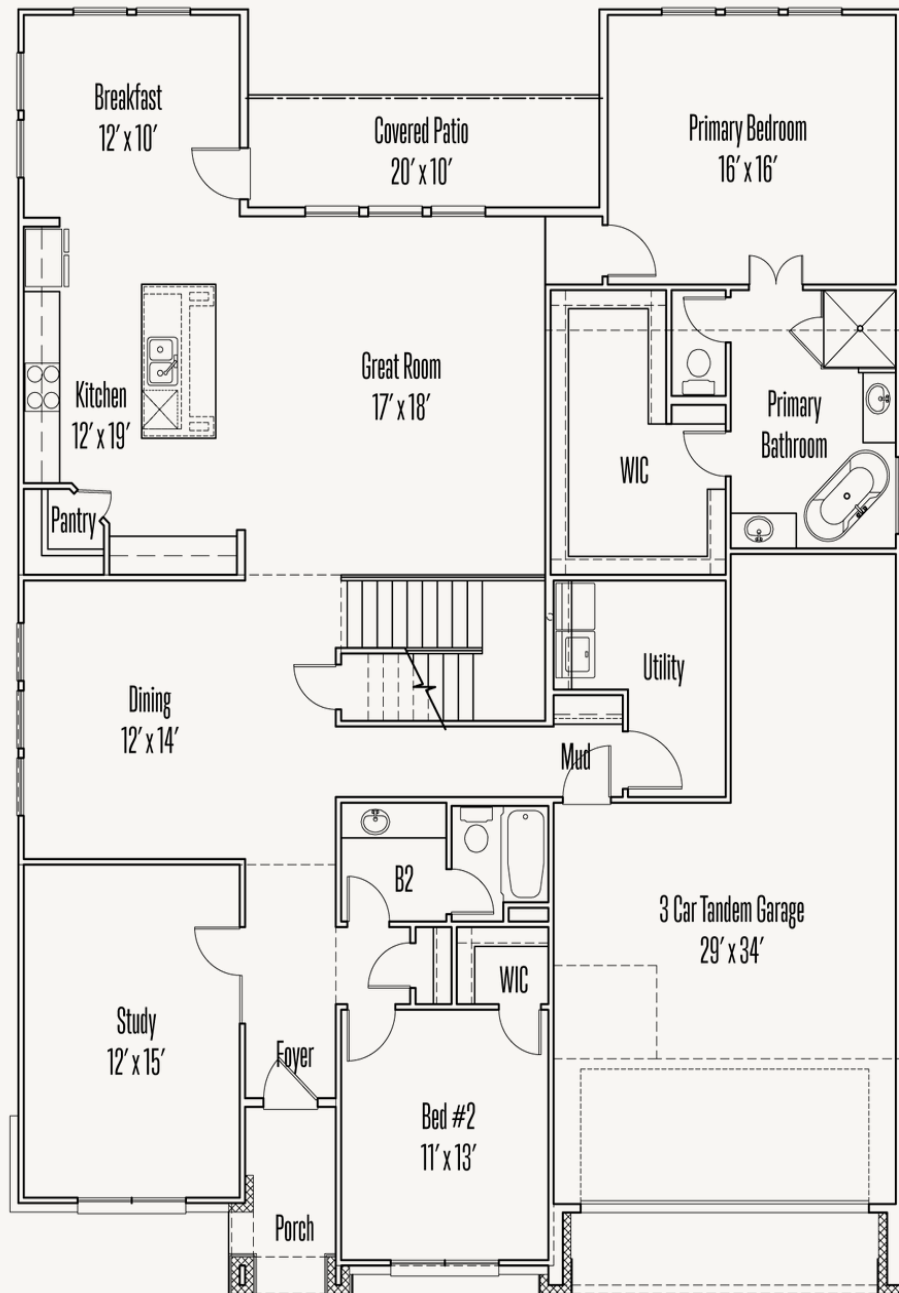 Breakfast
12' x 10'
Covered Patio
20' x 10'
Primary Bedroom
16' x 16'
Kitchen
12' x 19'
Great Room
17' x 18'
WIC
Primary
Bathroom
Pantry
Dining
12' x 14'
Utility
Mud
B2
3 Car Tandem Garage
29' x 34'
WIC
Study
12' x 15'
Foyer
Bed #2
11' x 13'
Porch